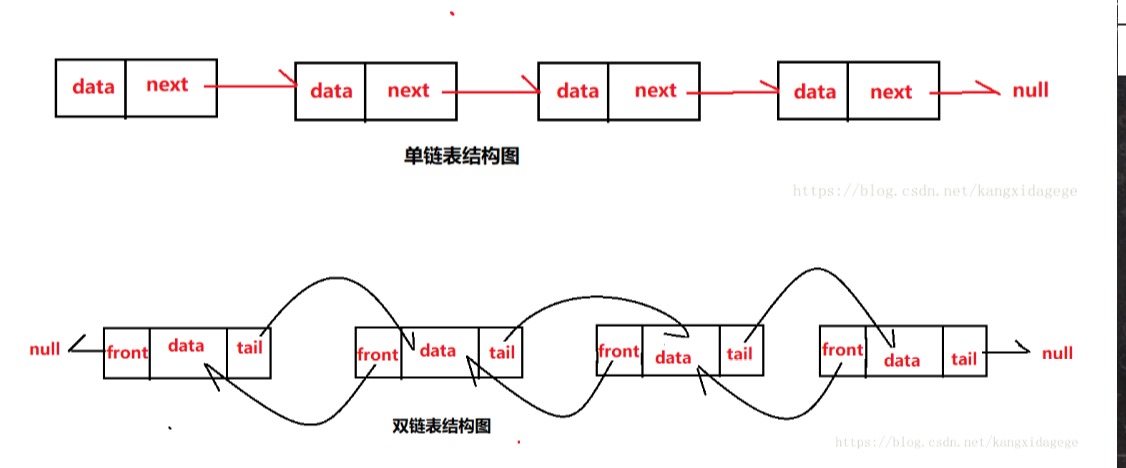 data next data next data next data next null
单链表结构图
https://blog.csdn.net/kangxidagege
null front data tail front data tail front data tail front data tail null
双链表结构图
https://blog.csdn.net/kangxidagege